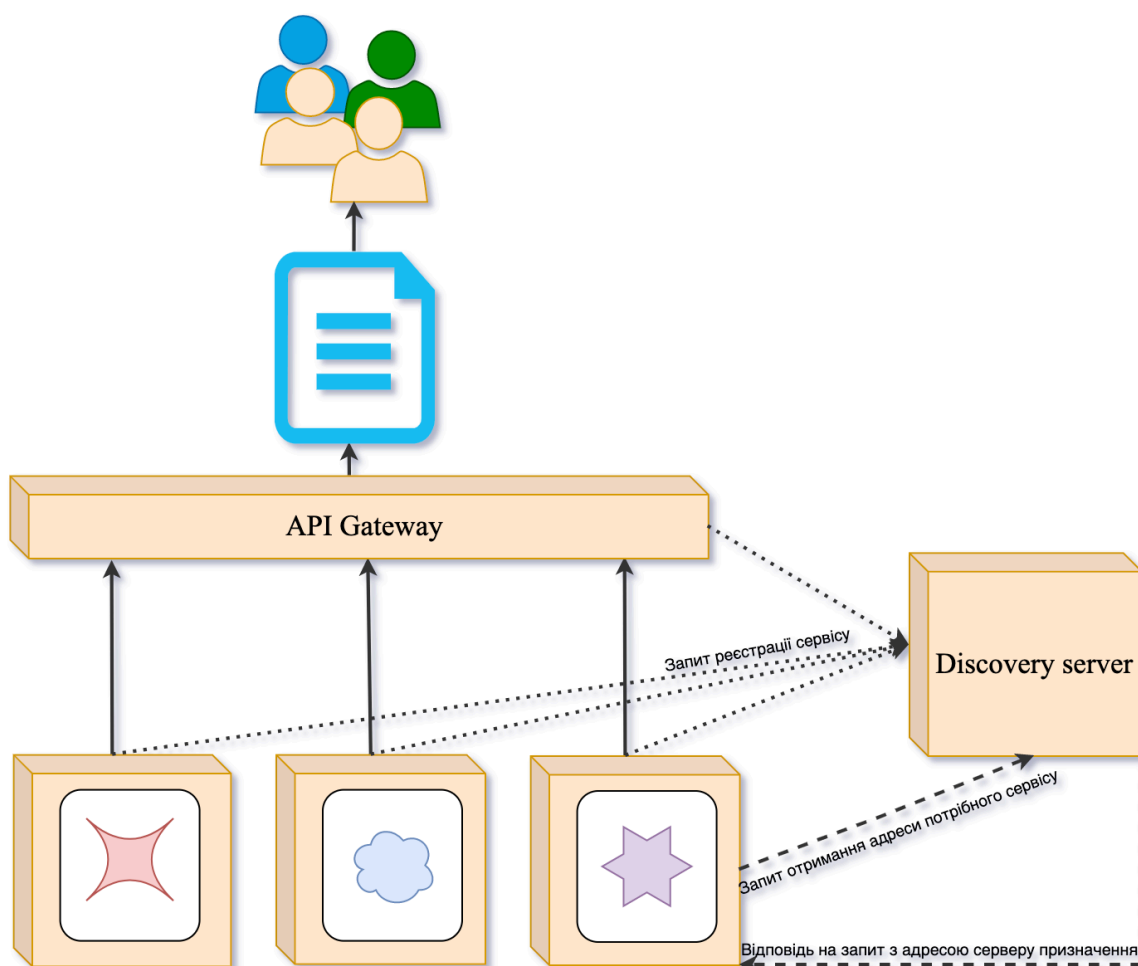 API Gateway
Запит реєстрації сервісу
Discovery server
Запит отримання адреси потрібного сервісу
Відповідь на запит з адресою серверу призначення